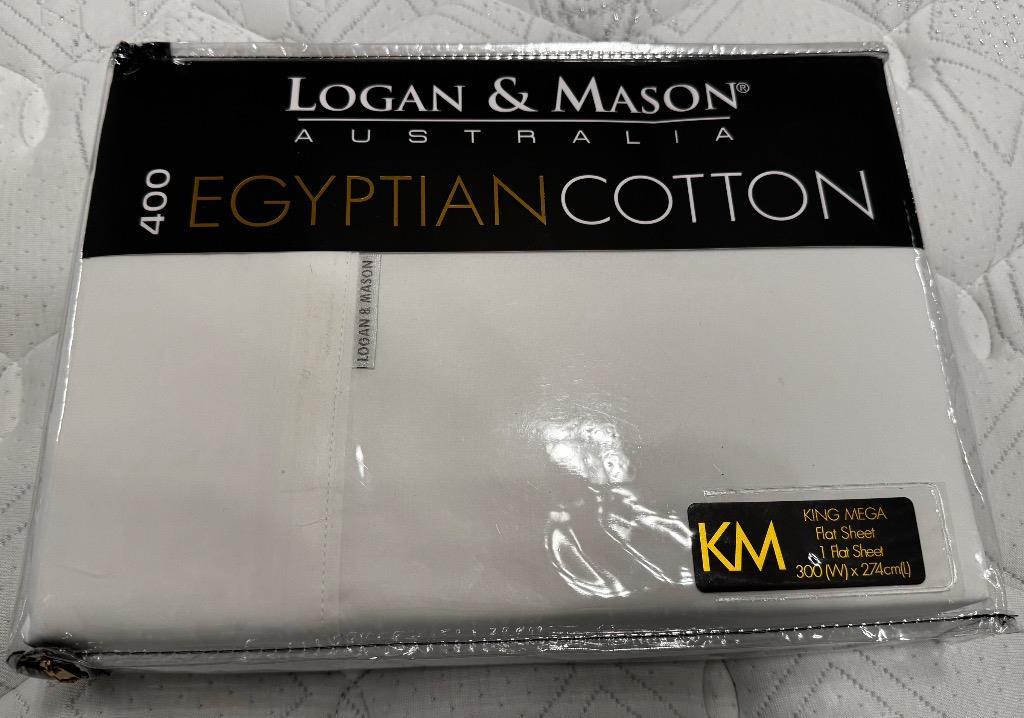 LOGAN & MASON®
AUSTRALIA
400 EGYPTIAN COTTON
LOGAN & MASON
KM
KING MEGA
Flat Sheet
1 Flat Sheet
300 (W) x 274cm(L)